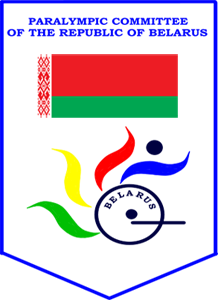 PARALYMPIC COMMITTEE
OF THE REPUBLIC OF BELARUS
BELARUS